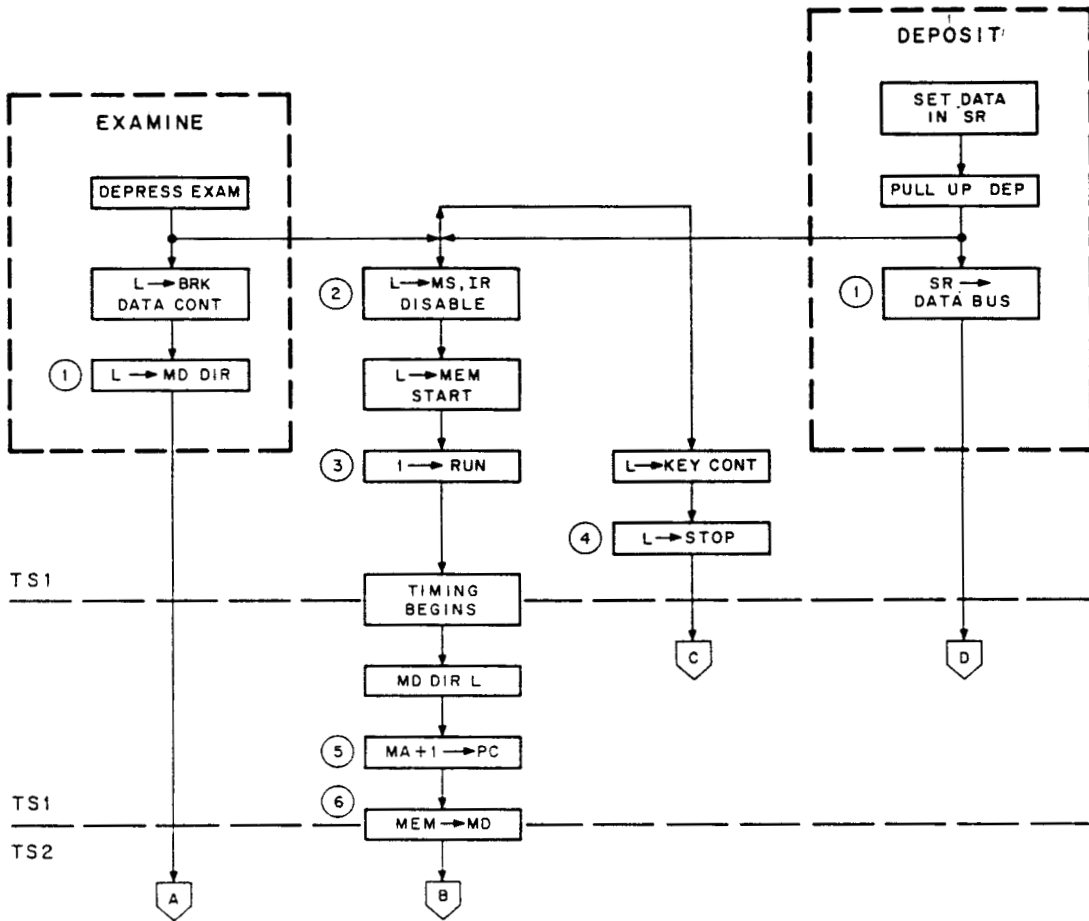 DEPOSIT
SET DATA
IN SR
EXAMINE
DEPRESS EXAM
PULL UP DEP
L→BRK
DATA CONT
2
L→MS, IR
DISABLE
1
SR→
DATA BUS
1
L→MD DIR
L→MEM
START
3
1→RUN
L→KEY CONT
4
L→STOP
TS1
TIMING
BEGINS
C
D
MD DIR L
5
MA+1→PC
TS1
6
MEM→MD
TS2
A
B